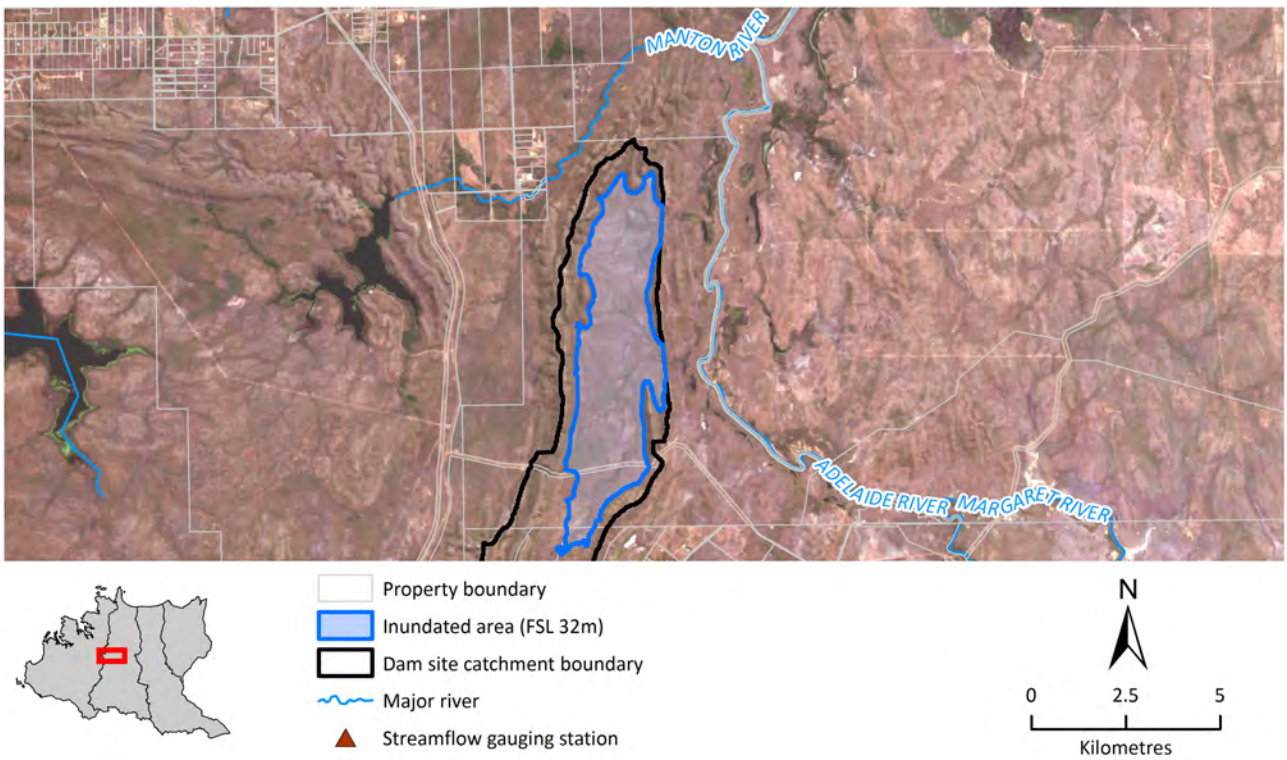 MANTON RIVER
ADELAIDE RIVER
MARGARET RIVER
Property boundary
Inundated area (FSL 32m)
Dam site catchment boundary
Major river
Streamflow gauging station
N
0 2.5 5
Kilometres